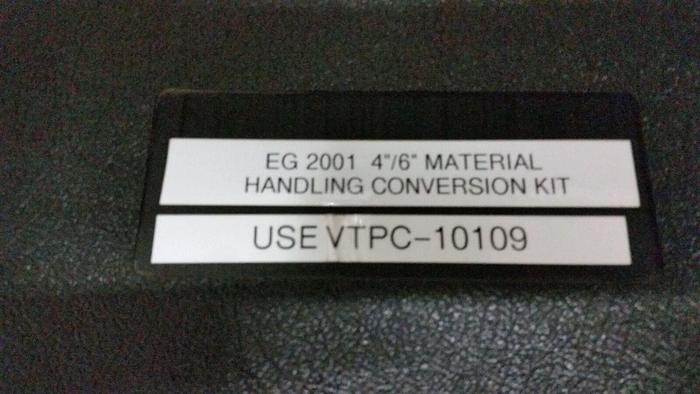 EG 2001 4"/6" MATERIAL
HANDLING CONVERSION KIT
USE VTPC-10109